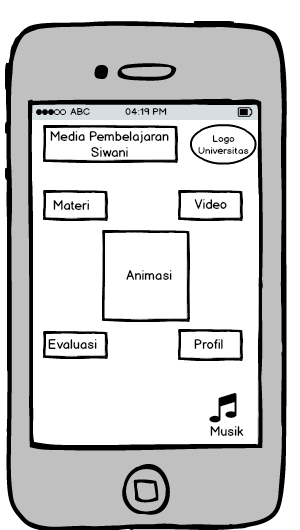 ABC 04:19 PM
Media Pembelajaran
Siwani
Logo
Universitas
Materi
Video
Animasi
Evaluasi
Profil
Musik